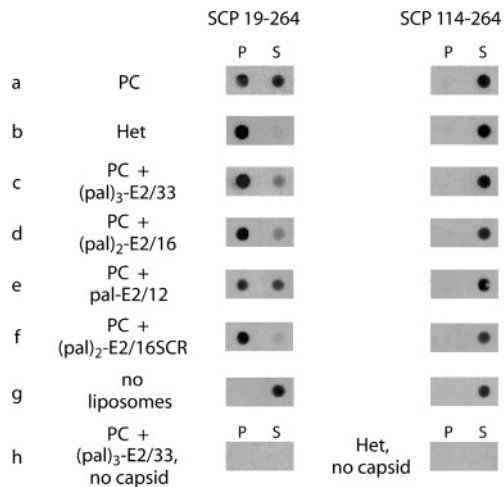 SCP 19-264 SCP 114-264
P S P S
a PC
b Het
c PC +
(pal)3-E2/33
d PC +
(pal)2-E2/16
e PC +
pal-E2/12
f PC +
(pal)2-E2/16SCR
g no
liposomes
P S P S
h PC +
(pal)3-E2/33,
no capsid
Het,
no capsid